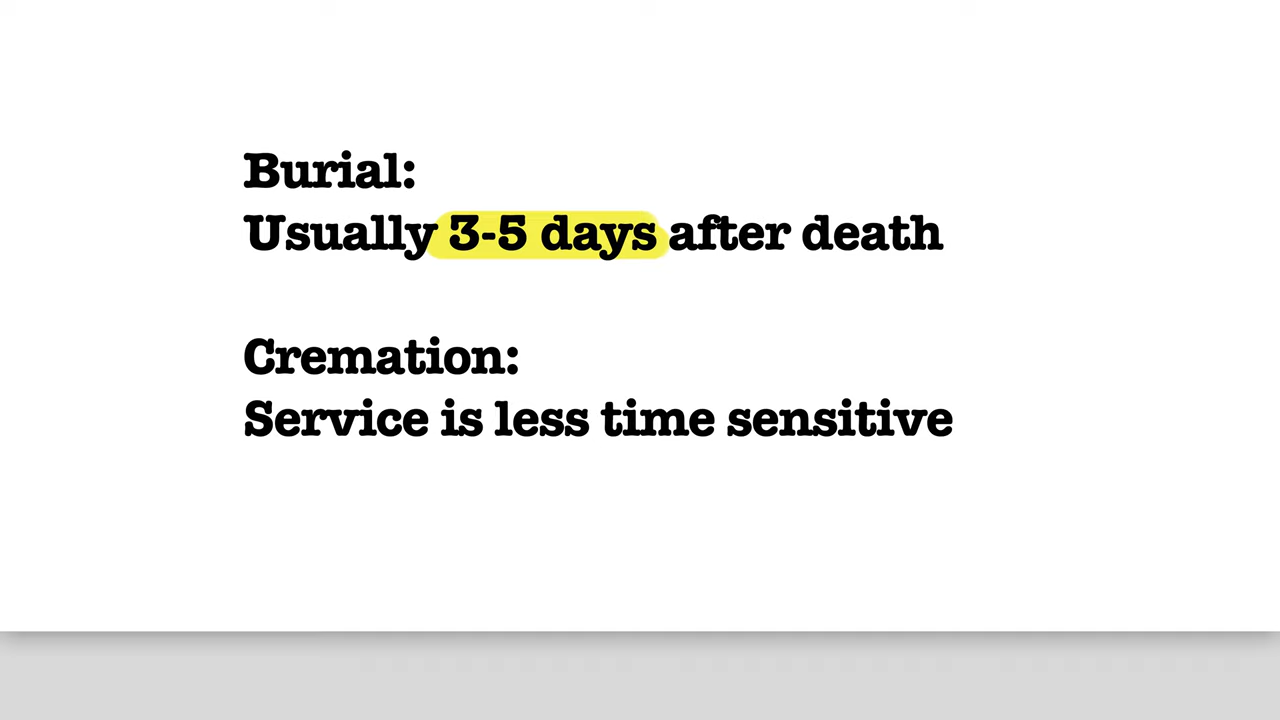 Burial:
Usually 3-5 days after death
Cremation:
Service is less time sensitive